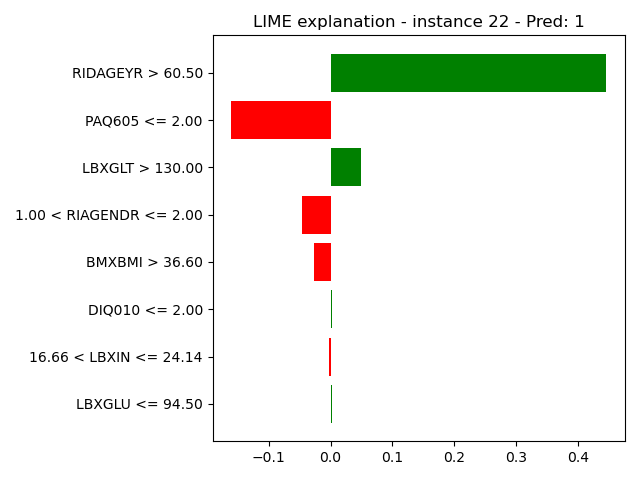 LIME explanation - instance 22 - Pred: 1
RIDAGEYR > 60.50
PAQ605 <= 2.00
LBXGLT > 130.00
1.00 < RIAGENDR <= 2.00
BMXBMI > 36.60
DIQ010 <= 2.00
16.66 < LBXIN <= 24.14
LBXGLU <= 94.50
−0.1 0.0 0.1 0.2 0.3 0.4